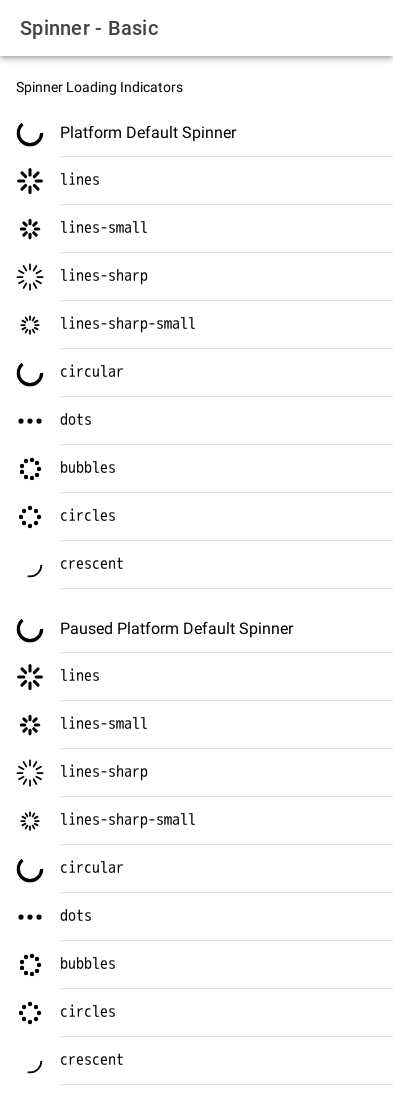 Spinner - Basic
Spinner Loading Indicators
Platform Default Spinner
lines
lines-small
lines-sharp
lines-sharp-small
circular
dots
bubbles
circles
crescent
Paused Platform Default Spinner
lines
lines-small
lines-sharp
lines-sharp-small
circular
dots
bubbles
circles
crescent